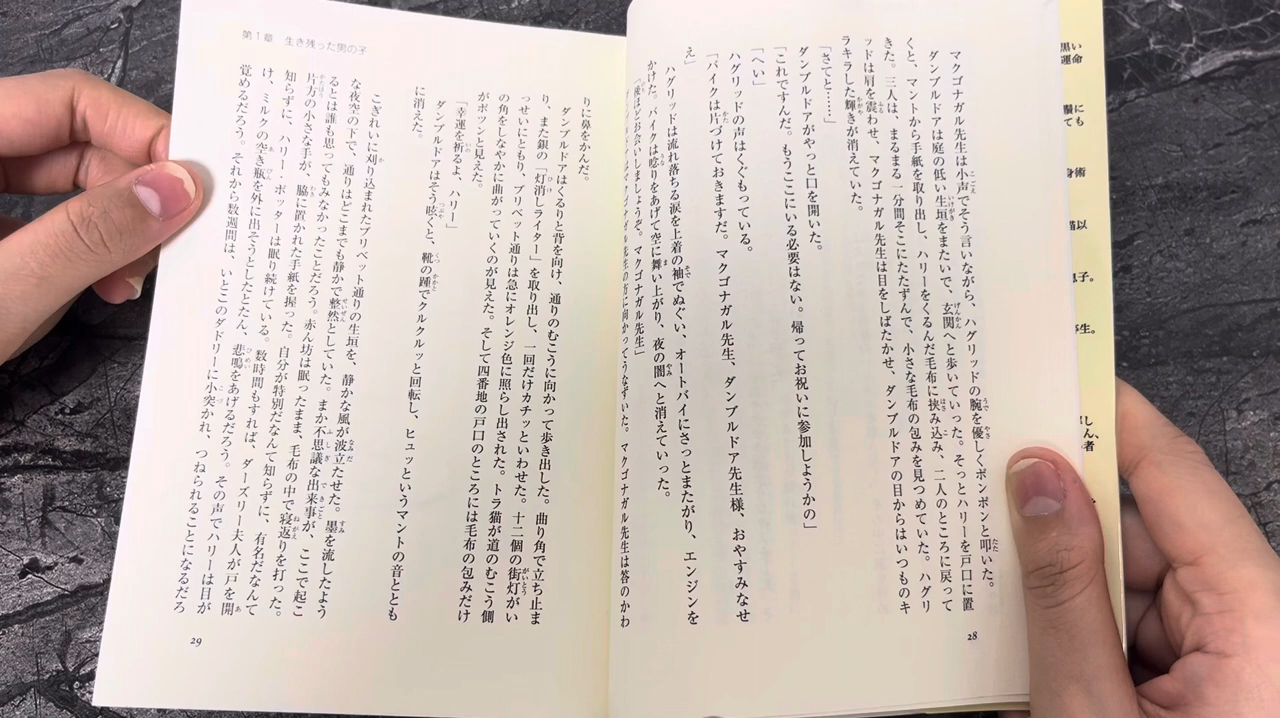 マクゴナガル先生は小声でそう言いながら、ハグリッドの腕を優しくポンポンと叩いた。
ダンブルドアは庭の低い生垣をまたいで、玄関へと歩いていった。そっとハリーを戸口に置
くと、マントから手紙を取り出し、ハリーをくるんだ毛布に挟み込み、二人のところに戻って
きた。三人は、まるまる一分間そこにたたずんで、小さな毛布の包みを見つめていた。ハグリ
ッドは肩を震わせ、マクゴナガル先生は目をしばたかせ、ダンブルドアの目からはいつものキ
ラキラした輝きが消えていた。
「さてと……」
ダンブルドアがやっと口を開いた。
「これですんだ。もうここにいる必要はない。帰ってお祝いに参加しようかの」
「へい」
ハグリッドの声はくぐもっている。
「バイクは片づけておきますだ。マクゴナガル先生、ダンブルドア先生様、おやすみなせ
え」
ハグリッドは流れ落ちる涙を上着の袖でぬぐい、オートバイにさっとまたがり、エンジンを
かけた。バイクは唸りをあげて空に舞い上がり、夜の闇へと消えていった。
「後ほどお会いしましょうぞ、マクゴナガル先生」
マクゴナガル先生の方に向かってうなずいた。マクゴナガル先生は答のかわ
28
第1章　生き残った男の子
りに鼻をかんだ。
ダンブルドアはくるりと背を向け、通りのむこうに向かって歩き出した。曲り角で立ち止ま
り、また銀の「灯消しライター」を取り出し、一回だけカチッといわせた。十二個の街灯がい
っせいにともり、プリベット通りは急にオレンジ色に照らし出された。トラ猫が道のむこう側
の角をしなやかに曲がっていくのが見えた。そして四番地の戸口のところには毛布の包みだけ
がポツンと見えた。
「幸運を祈るよ、ハリー」
ダンブルドアはそう呟くと、靴の踵でクルクルッと回転し、ヒュッというマントの音ととも
に消えた。
こぎれいに刈り込まれたプリベット通りの生垣を、静かな風が波立たせた。墨を流したよう
な夜空の下で、通りはどこまでも静かで整然としていた。まか不思議な出来事が、ここで起こ
るとは誰も思ってもみなかったことだろう。赤ん坊は眠ったまま、毛布の中で寝返りを打った。
片方の小さな手が、脇に置かれた手紙を握った。自分が特別だなんて知らずに、有名だなんて
知らずに、ハリー・ポッターは眠り続けている。数時間もすれば、ダーズリー夫人が戸を開
け、ミルクの空き瓶を外に出そうとしたとたん、悲鳴をあげるだろう。その声でハリーは目が
覚めるだろう。それから数週間は、いとこのダドリーに小突かれ、つねられることになるだろ
29
黒い
運命
身術